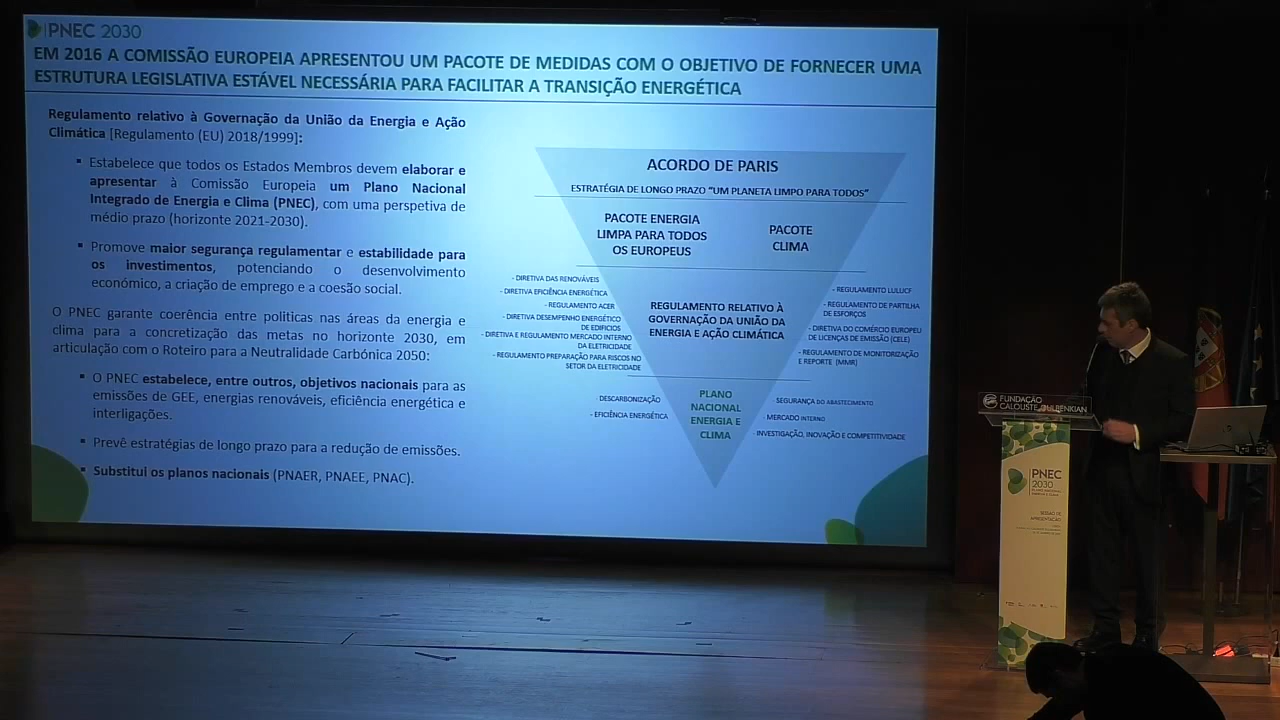 PNEC 2030
EM 2016 A COMISSÃO EUROPEIA APRESENTOU UM PACOTE DE MEDIDAS COM O OBJETIVO DE FORNECER UMA
ESTRUTURA LEGISLATIVA ESTÁVEL NECESSÁRIA PARA FACILITAR A TRANSIÇÃO ENERGÉTICA
Regulamento relativo à Governação da União da Energia e Ação
Climática [Regulamento (EU) 2018/1999]:
▪ Estabelece que todos os Estados Membros devem elaborar e
apresentar à Comissão Europeia um Plano Nacional
Integrado de Energia e Clima (PNEC), com uma perspetiva de
médio prazo (horizonte 2021-2030).
▪ Promove maior segurança regulamentar e estabilidade para
os investimentos, potenciando o desenvolvimento
económico, a criação de emprego e a coesão social.
O PNEC garante coerência entre politicas nas áreas da energia e
clima para a concretização das metas no horizonte 2030, em
articulação com o Roteiro para a Neutralidade Carbónica 2050:
▪ O PNEC estabelece, entre outros, objetivos nacionais para as
emissões de GEE, energias renováveis, eficiência energética e
interligações.
▪ Prevê estratégias de longo prazo para a redução de emissões.
▪ Substitui os planos nacionais (PNAER, PNAEE, PNAC).
ACORDO DE PARIS
ESTRATÉGIA DE LONGO PRAZO "UM PLANETA LIMPO PARA TODOS"
PACOTE ENERGIA
LIMPA PARA TODOS
OS EUROPEUS
PACOTE
CLIMA
- DIRETIVA DAS RENOVÁVEIS
- DIRETIVA EFICIÊNCIA ENERGÉTICA
- REGULAMENTO ACER
- DIRETIVA DESEMPENHO ENERGÉTICO
DE EDIFICIOS
- DIRETIVA E REGULAMENTO MERCADO INTERNO
DA ELETRICIDADE
- REGULAMENTO PREPARAÇÃO PARA RISCOS NO
SETOR DA ELETRICIDADE
REGULAMENTO RELATIVO À
GOVERNAÇÃO DA UNIÃO DA
ENERGIA E AÇÃO CLIMÁTICA
- REGULAMENTO LULUCF
- REGULAMENTO DE PARTILHA
DE ESFORÇOS
- DIRETIVA DO COMÉRCIO EUROPEU
DE LICENÇAS DE EMISSÃO (CELE)
- REGULAMENTO DE MONITORIZAÇÃO
E REPORTE (MMR)
- DESCARBONIZAÇÃO
- EFICIÊNCIA ENERGÉTICA
PLANO
NACIONAL
ENERGIA E
CLIMA
- SEGURANÇA DO ABASTECIMENTO
- MERCADO INTERNO
- INVESTIGAÇÃO, INOVAÇÃO E COMPETITIVIDADE
FUNDAÇÃO
CALOUSTE GULBENKIAN
PNEC
2030
PLANO NACIONAL
ENERGIA E CLIMA
SESSÃO DE
APRESENTAÇÃO